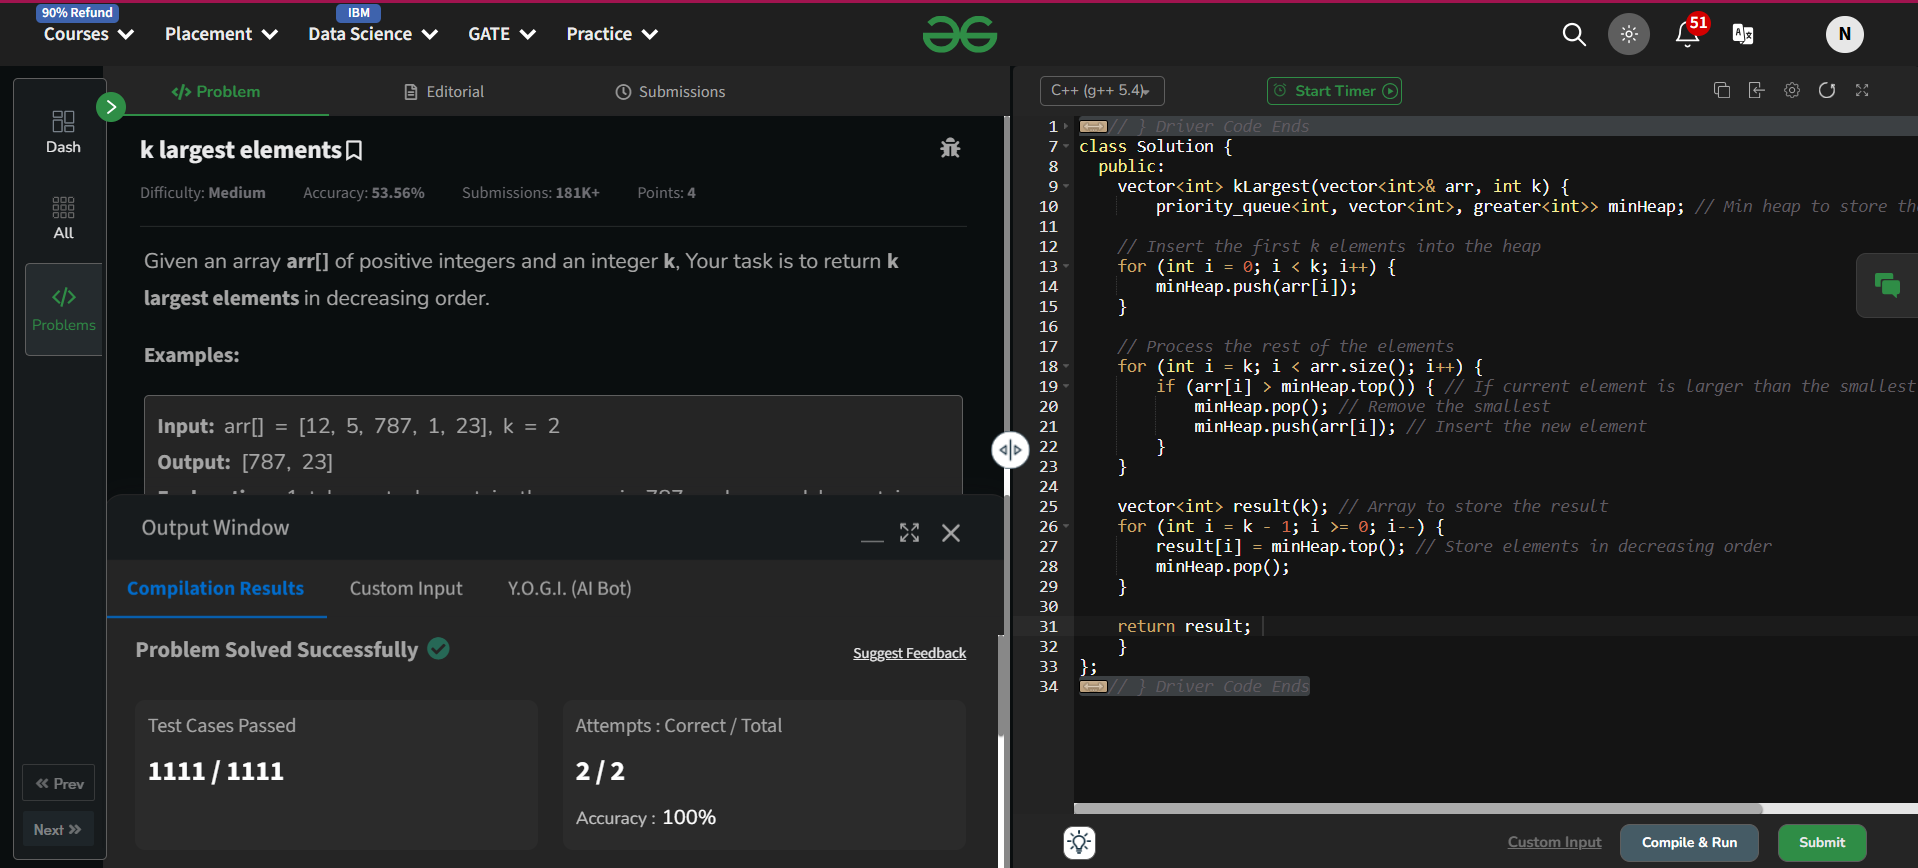 90% Refund
IBM
Courses
Placement
Data Science
GATE
Practice
51
N
Dash
All
Problems
Prev
Next
Problem
Editorial
Submissions
k largest elements
Difficulty: Medium
Accuracy: 53.56%
Submissions: 181K+
Points: 4
Given an array arr[] of positive integers and an integer k, Your task is to return k
largest elements in decreasing order.
Examples:
Input: arr[] = [12, 5, 787, 1, 23], k = 2
Output: [787, 23]
Output Window
Compilation Results
Custom Input
Y.O.G.I. (AI Bot)
Problem Solved Successfully
Suggest Feedback
Test Cases Passed
1111 / 1111
Attempts : Correct / Total
2 / 2
Accuracy : 100%
C++ (g++ 5.4)
Start Timer
1 // } Driver Code Ends
7 class Solution {
8 public:
9 vector<int> kLargest(vector<int>& arr, int k) {
10 priority_queue<int, vector<int>, greater<int>> minHeap; // Min heap to store th
11
12 // Insert the first k elements into the heap
13 for (int i = 0; i < k; i++) {
14 minHeap.push(arr[i]);
15 }
16
17 // Process the rest of the elements
18 for (int i = k; i < arr.size(); i++) {
19 if (arr[i] > minHeap.top()) { // If current element is larger than the smallest
20 minHeap.pop(); // Remove the smallest
21 minHeap.push(arr[i]); // Insert the new element
22 }
23 }
24
25 vector<int> result(k); // Array to store the result
26 for (int i = k - 1; i >= 0; i--) {
27 result[i] = minHeap.top(); // Store elements in decreasing order
28 minHeap.pop();
29 }
30
31 return result;
32 }
33 };
34 // } Driver Code Ends
Custom Input
Compile & Run
Submit